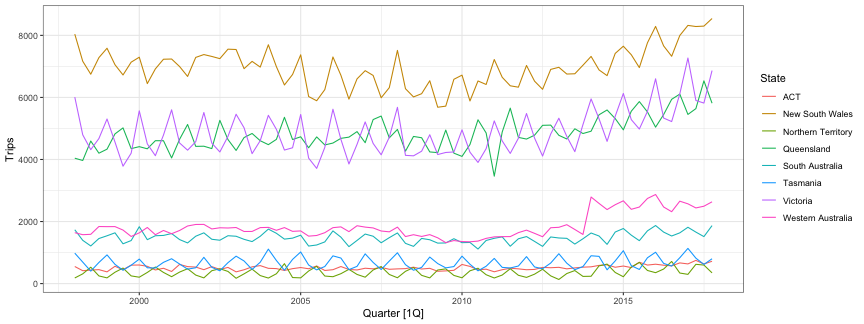 Trips
8000
6000
4000
2000
0
2000
2005
2010
2015
Quarter [1Q]
State
ACT
New South Wales
Northern Territory
Queensland
South Australia
Tasmania
Victoria
Western Australia